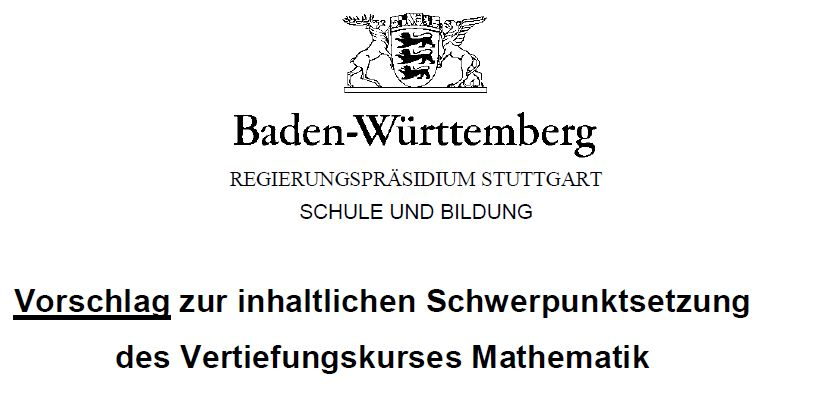 Baden-Württemberg
REGIERUNGSPRÄSIDIUM STUTTGART
SCHULE UND BILDUNG
Vorschlag zur inhaltlichen Schwerpunktsetzung
des Vertiefungskurses Mathematik